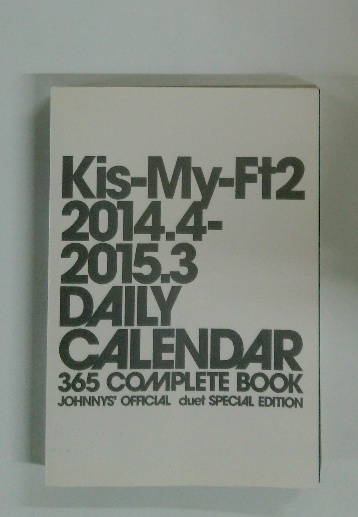 Kis-My-Ft2
2014.4-
2015.3
DAILY
CALENDAR
365 COMPLETE BOOK
JOHNNYS' OFFICIAL duet SPECIAL EDITION